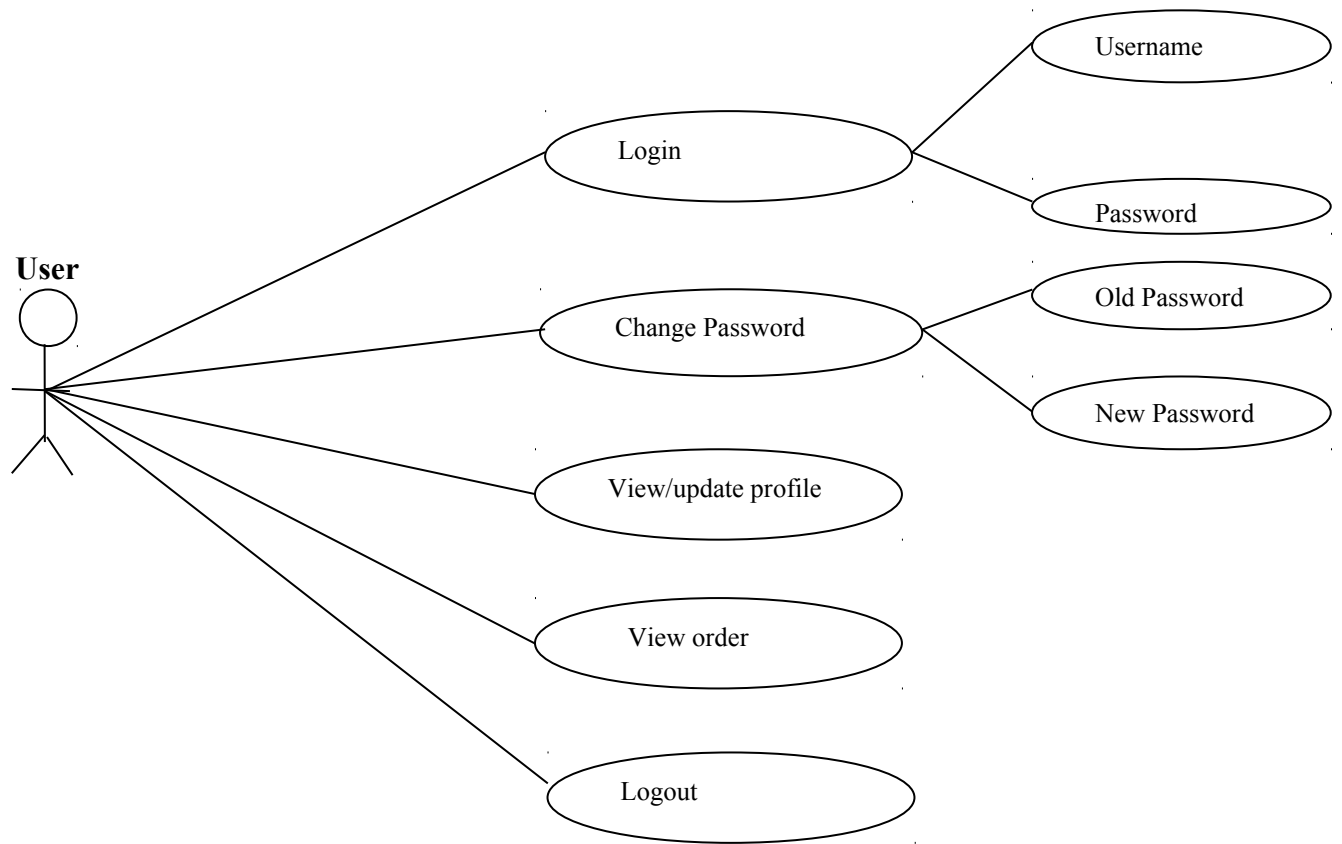 Username
Login
Password
User
Old Password
Change Password
New Password
View/update profile
View order
Logout